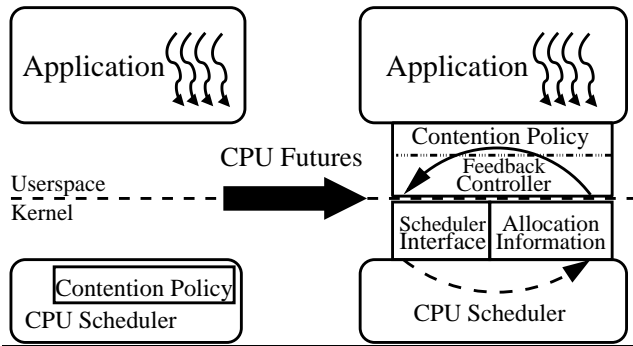 Application
Application
Contention Policy
CPU Futures
Feedback
Controller
Userspace
Kernel
Scheduler
Interface
Allocation
Information
Contention Policy
CPU Scheduler
CPU Scheduler